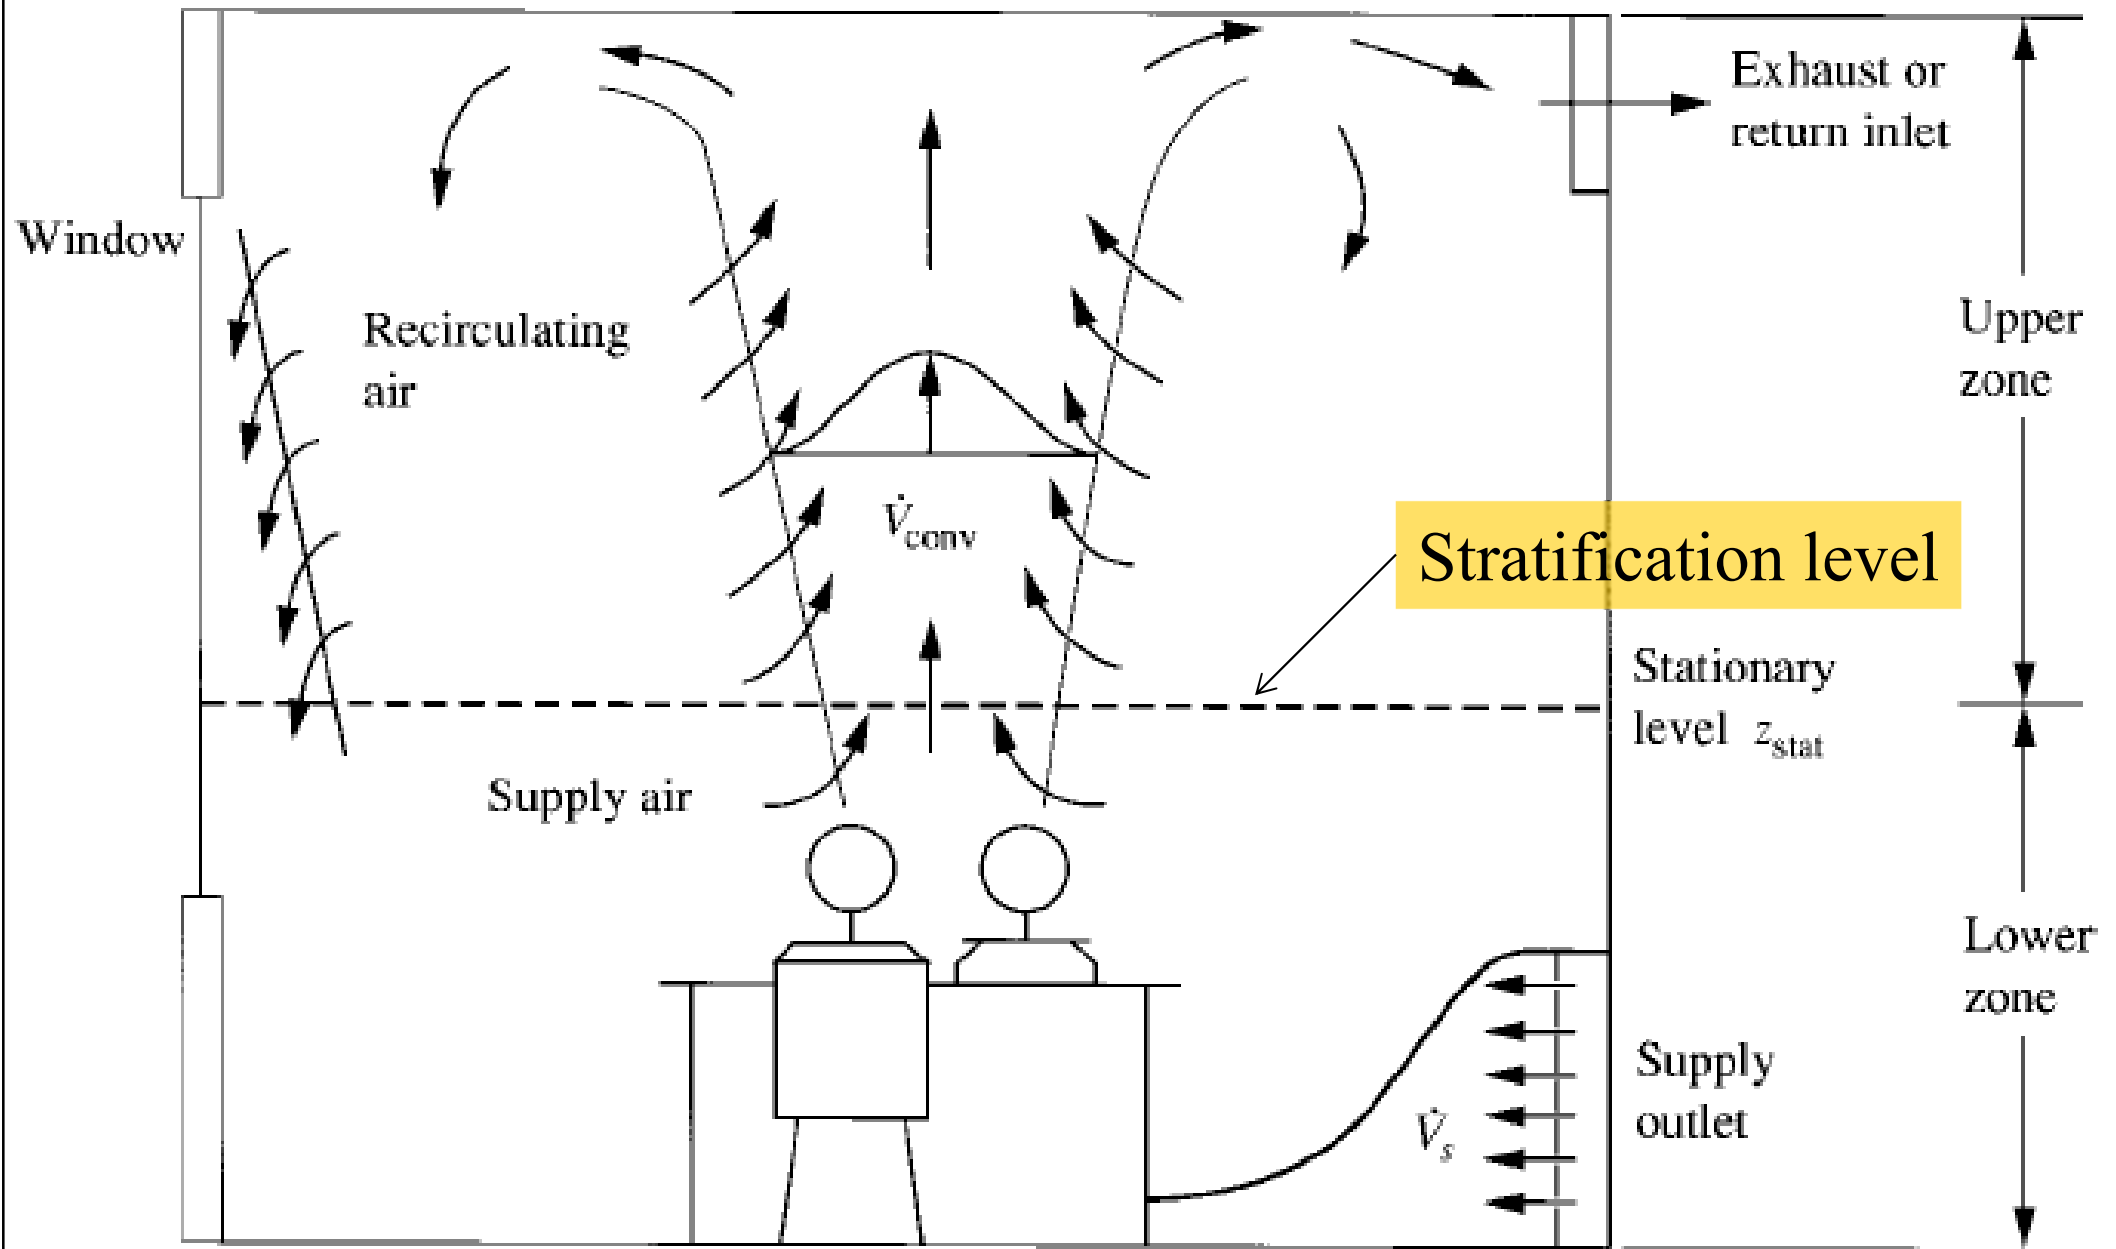 Exhaust or
return inlet
Window
Recirculating
air
Upper
zone
V̇conv
Stratification level
Stationary
level zstat
Supply air
Lower
zone
Supply
outlet
V̇s